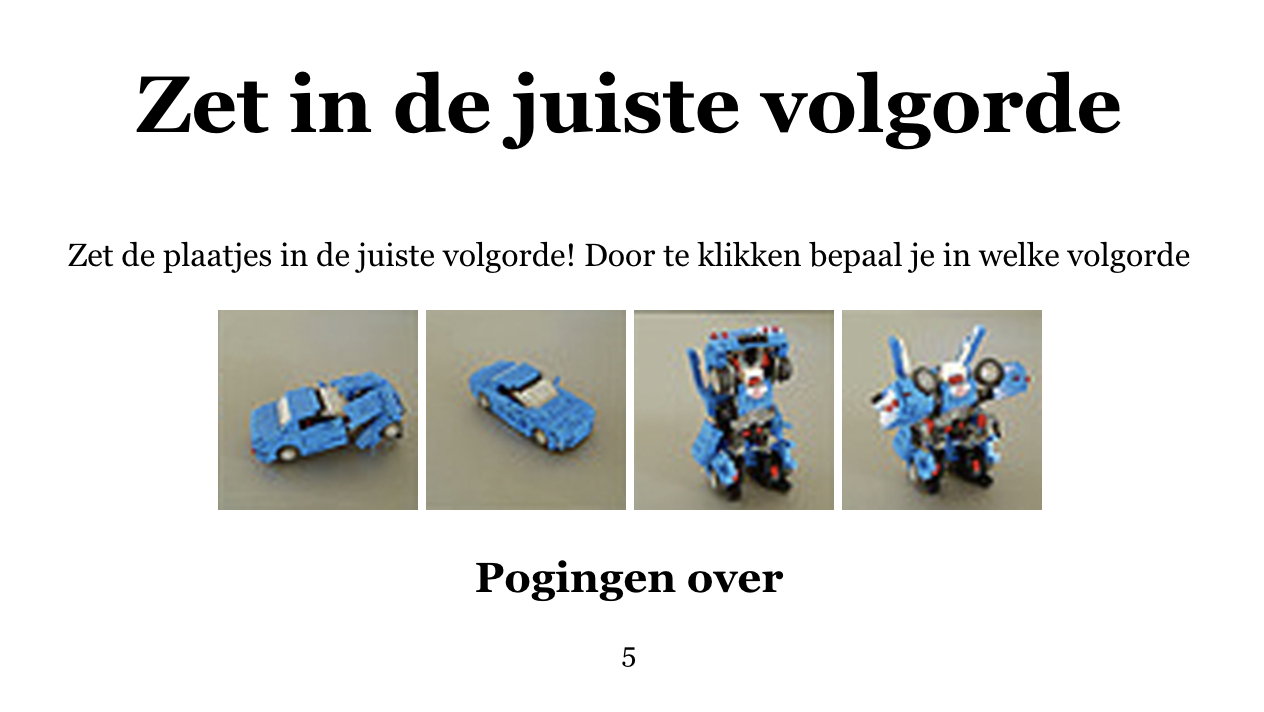 Zet in de juiste volgorde
Zet de plaatjes in de juiste volgorde! Door te klikken bepaal je in welke volgorde
Pogingen over
5